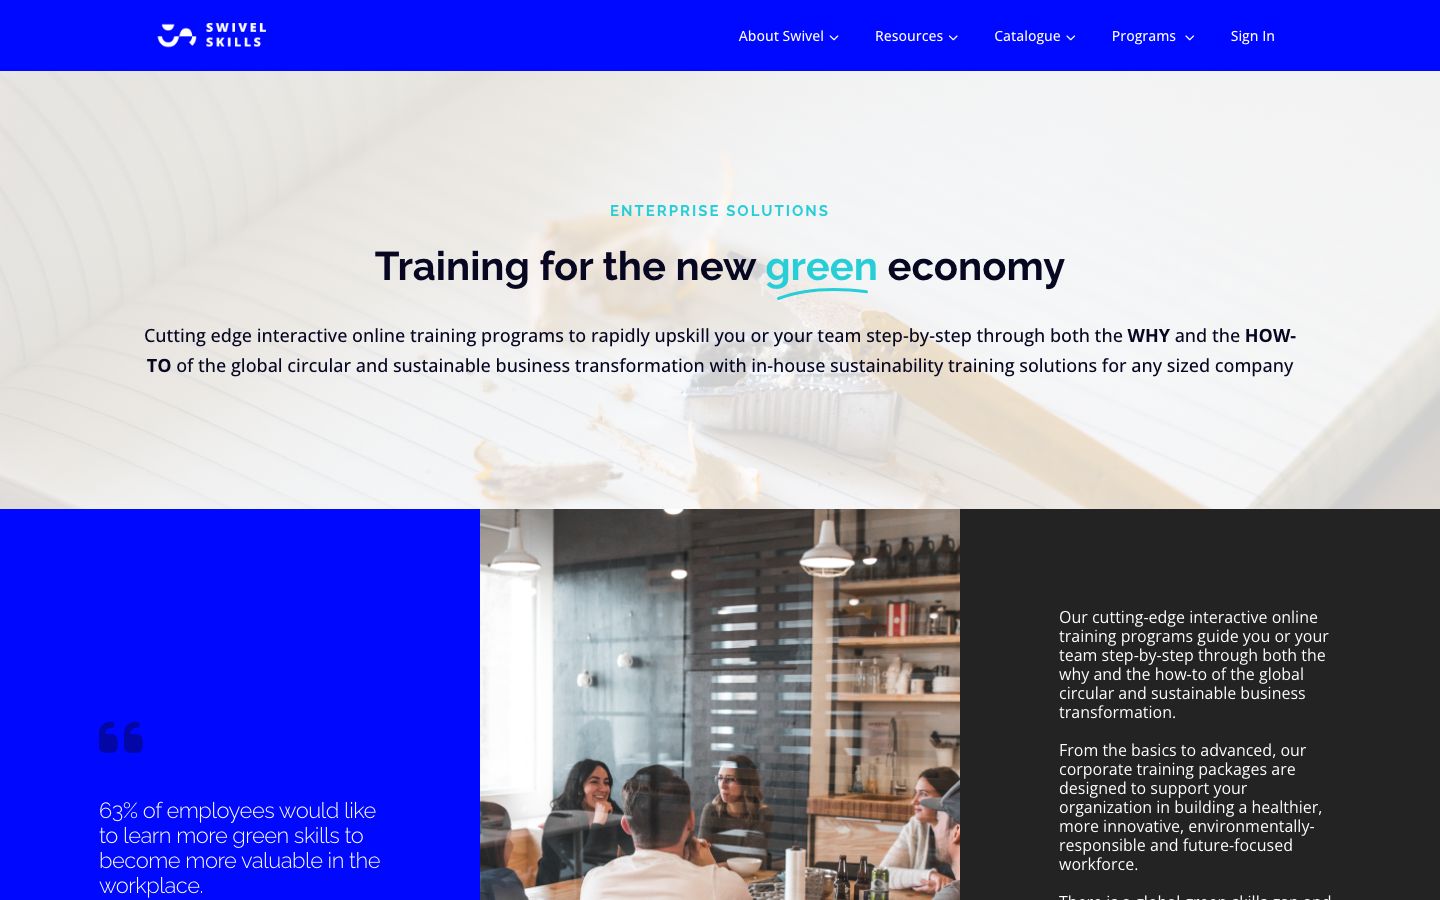 SWIVEL
SKILLS
About Swivel
Resources
Catalogue
Programs
Sign In
ENTERPRISE SOLUTIONS
Training for the new green economy
Cutting edge interactive online training programs to rapidly upskill you or your team step-by-step through both the WHY and the HOW-
TO of the global circular and sustainable business transformation with in-house sustainability training solutions for any sized company
63% of employees would like
to learn more green skills to
become more valuable in the
workplace.
Our cutting-edge interactive online
training programs guide you or your
team step-by-step through both the
why and the how-to of the global
circular and sustainable business
transformation.
From the basics to advanced, our
corporate training packages are
designed to support your
organization in building a healthier,
more innovative, environmentally-
responsible and future-focused
workforce.
There is a global green skills gap and